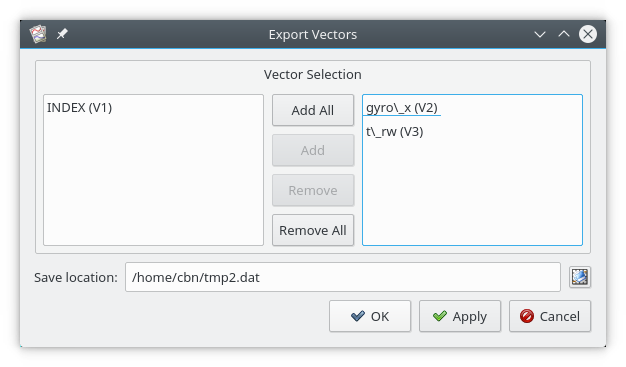 Export Vectors
Vector Selection
INDEX (V1)
Add All
Add
Remove
Remove All
gyro\_x (V2)
t\_rw (V3)
Save location: /home/cbn/tmp2.dat
OK Apply Cancel